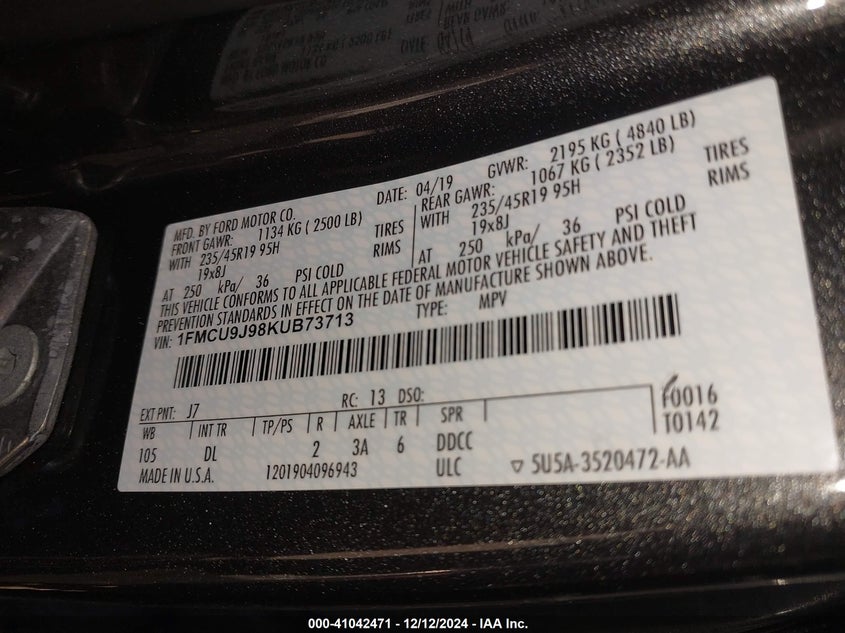 MFD. BY FORD MOTOR CO.
DATE: 04/19
GVWR: 2195 KG ( 4840 LB)
FRONT GAWR: 1134 KG ( 2500 LB)
REAR GAWR: 1067 KG ( 2352 LB)
WITH 235/45R19 95H TIRES
WITH 235/45R19 95H TIRES
19x8J RIMS
19x8J RIMS
AT 250 kPa/ 36 PSI COLD
AT 250 kPa/ 36 PSI COLD
THIS VEHICLE CONFORMS TO ALL APPLICABLE FEDERAL MOTOR VEHICLE SAFETY AND THEFT
PREVENTION STANDARDS IN EFFECT ON THE DATE OF MANUFACTURE SHOWN ABOVE.
VIN: 1FMCU9J98KUB73713
TYPE: MPV
EXT PNT: J7 RC: 13 DSO:
F0016
T0142
WB INT TR TP/PS R AXLE TR SPR
105 DL 2 3A 6 DDCC
MADE IN U.S.A. 1201904096943 ULC ▽ 5U5A-3520472-AA
000-41042471 - 12/12/2024 - IAA Inc.